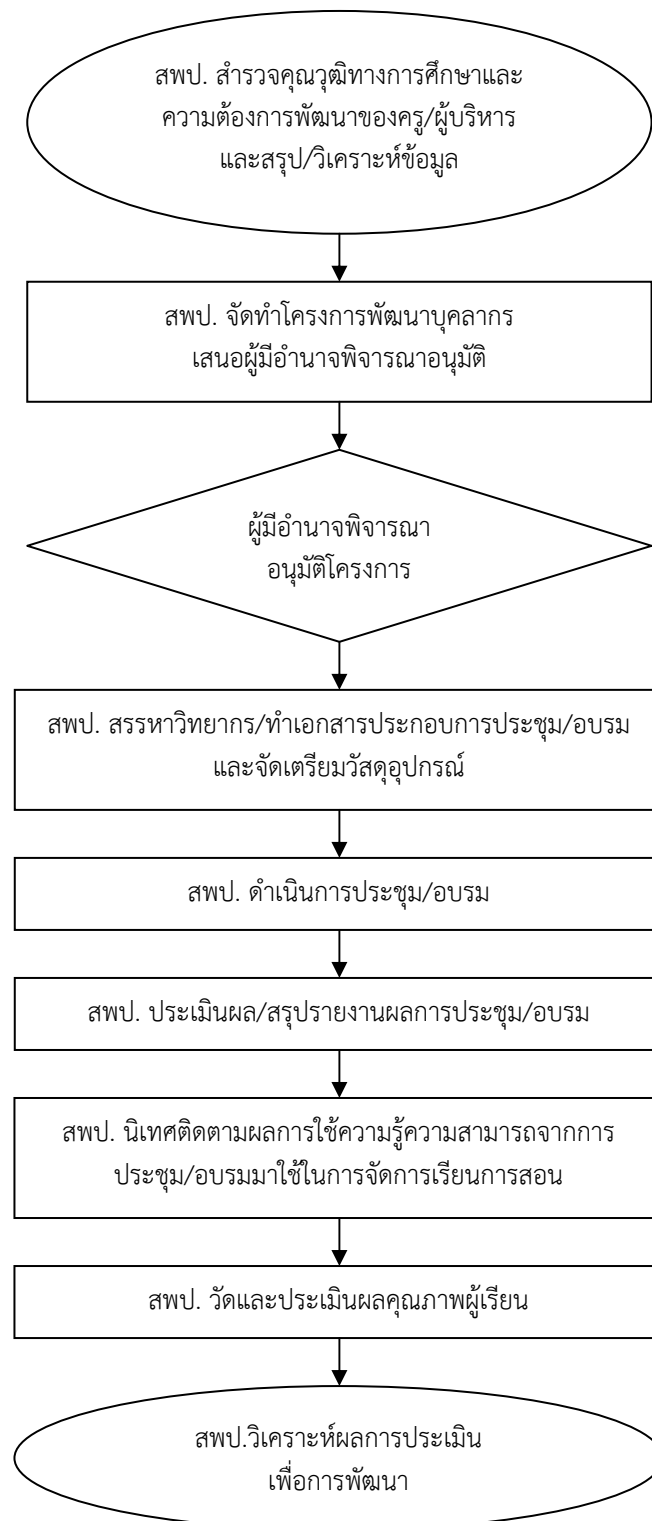 สพป. สำรวจคุณวุฒิทางการศึกษาและ
ความต้องการพัฒนาของครู/ผู้บริหาร
และสรุป/วิเคราะห์ข้อมูล
สพป. จัดทำโครงการพัฒนาบุคลากร
เสนอผู้มีอำนาจพิจารณาอนุมัติ
ผู้มีอำนาจพิจารณา
อนุมัติโครงการ
สพป. สรรหาวิทยากร/ทำเอกสารประกอบการประชุม/อบรม
และจัดเตรียมวัสดุอุปกรณ์
สพป. ดำเนินการประชุม/อบรม
สพป. ประเมินผล/สรุปรายงานผลการประชุม/อบรม
สพป. นิเทศติดตามผลการใช้ความรู้ความสามารถจากการ
ประชุม/อบรมมาใช้ในการจัดการเรียนการสอน
สพป. วัดและประเมินผลคุณภาพผู้เรียน
สพป.วิเคราะห์ผลการประเมิน
เพื่อการพัฒนา